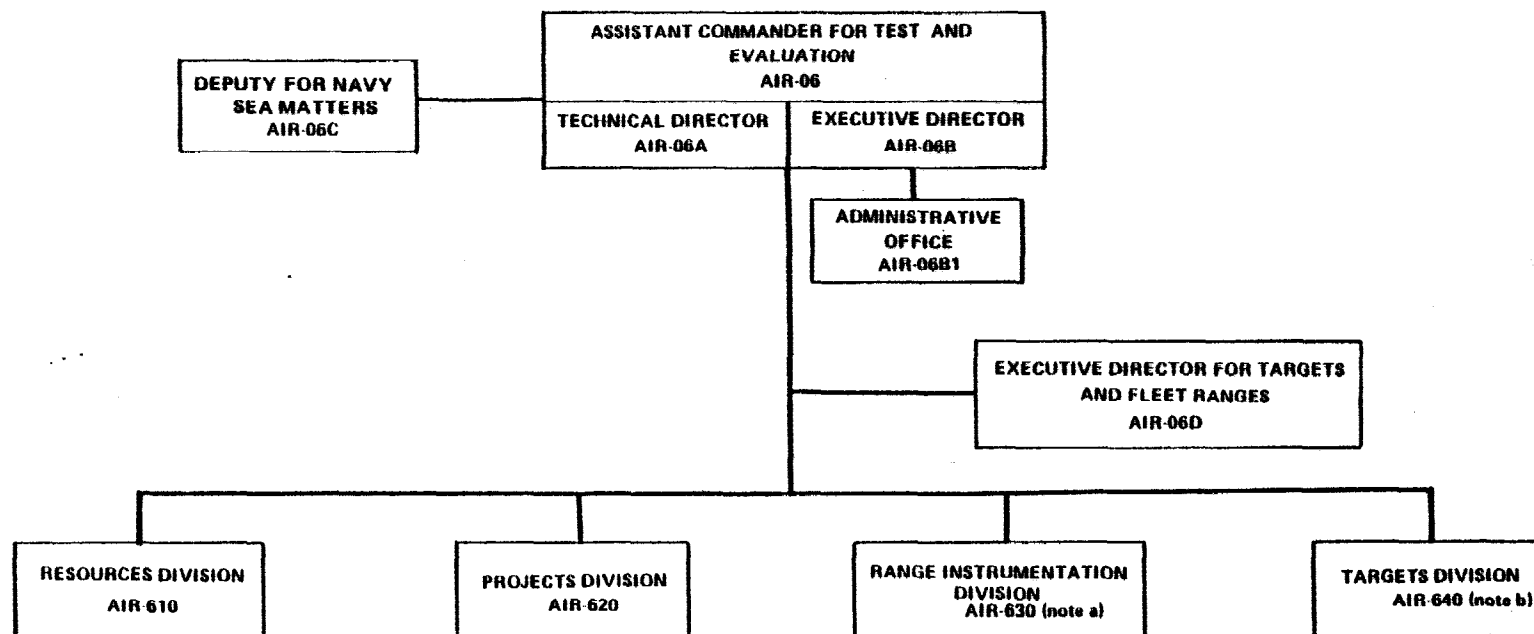 ASSISTANT COMMANDER FOR TEST AND
EVALUATION
AIR-06
DEPUTY FOR NAVY
SEA MATTERS
AIR-06C
TECHNICAL DIRECTOR
AIR-06A
EXECUTIVE DIRECTOR
AIR-06B
ADMINISTRATIVE
OFFICE
AIR-06B1
EXECUTIVE DIRECTOR FOR TARGETS
AND FLEET RANGES
AIR-06D
RESOURCES DIVISION
AIR-610
PROJECTS DIVISION
AIR-620
RANGE INSTRUMENTATION
DIVISION
AIR-630 (note a)
TARGETS DIVISION
AIR-640 (note b)